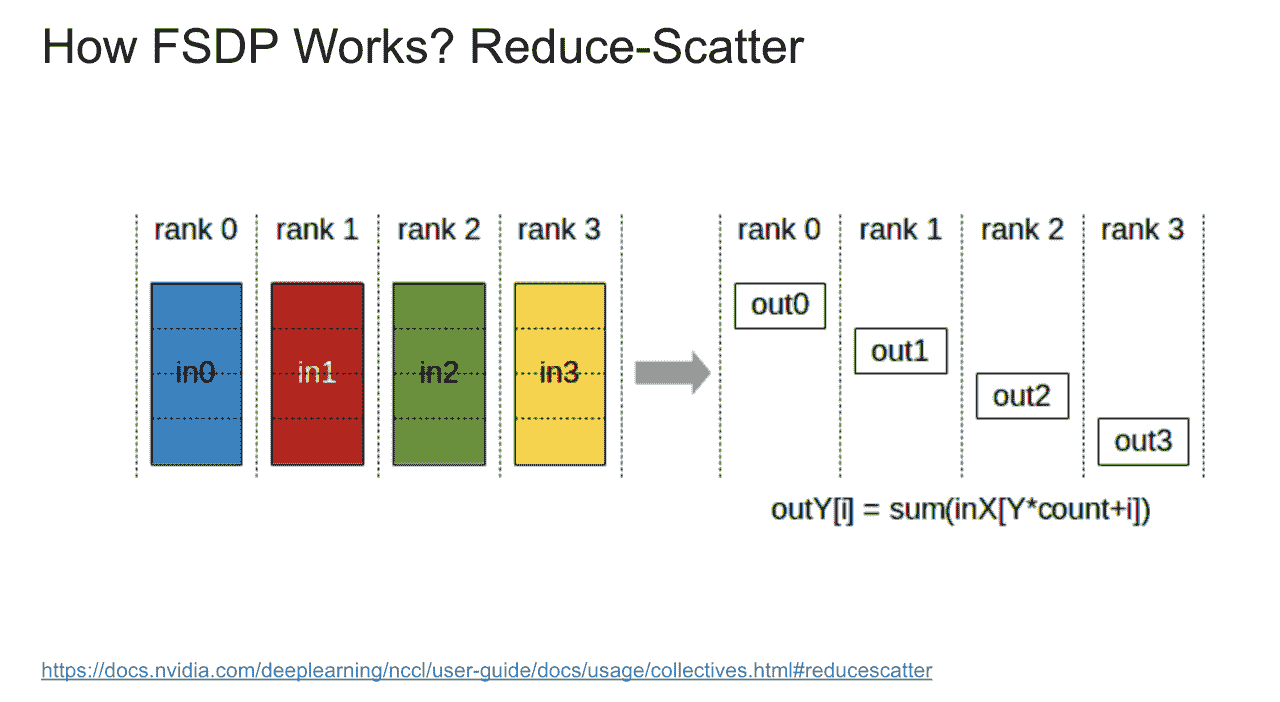 How FSDP Works? Reduce-Scatter
rank 0 rank 1 rank 2 rank 3 rank 0 rank 1 rank 2 rank 3
in0 in1 in2 in3
out0
out1
out2
out3
outY[i] = sum(inX[Y*count+i])
https://docs.nvidia.com/deeplearning/nccl/user-guide/docs/usage/collectives.html#reducescatter